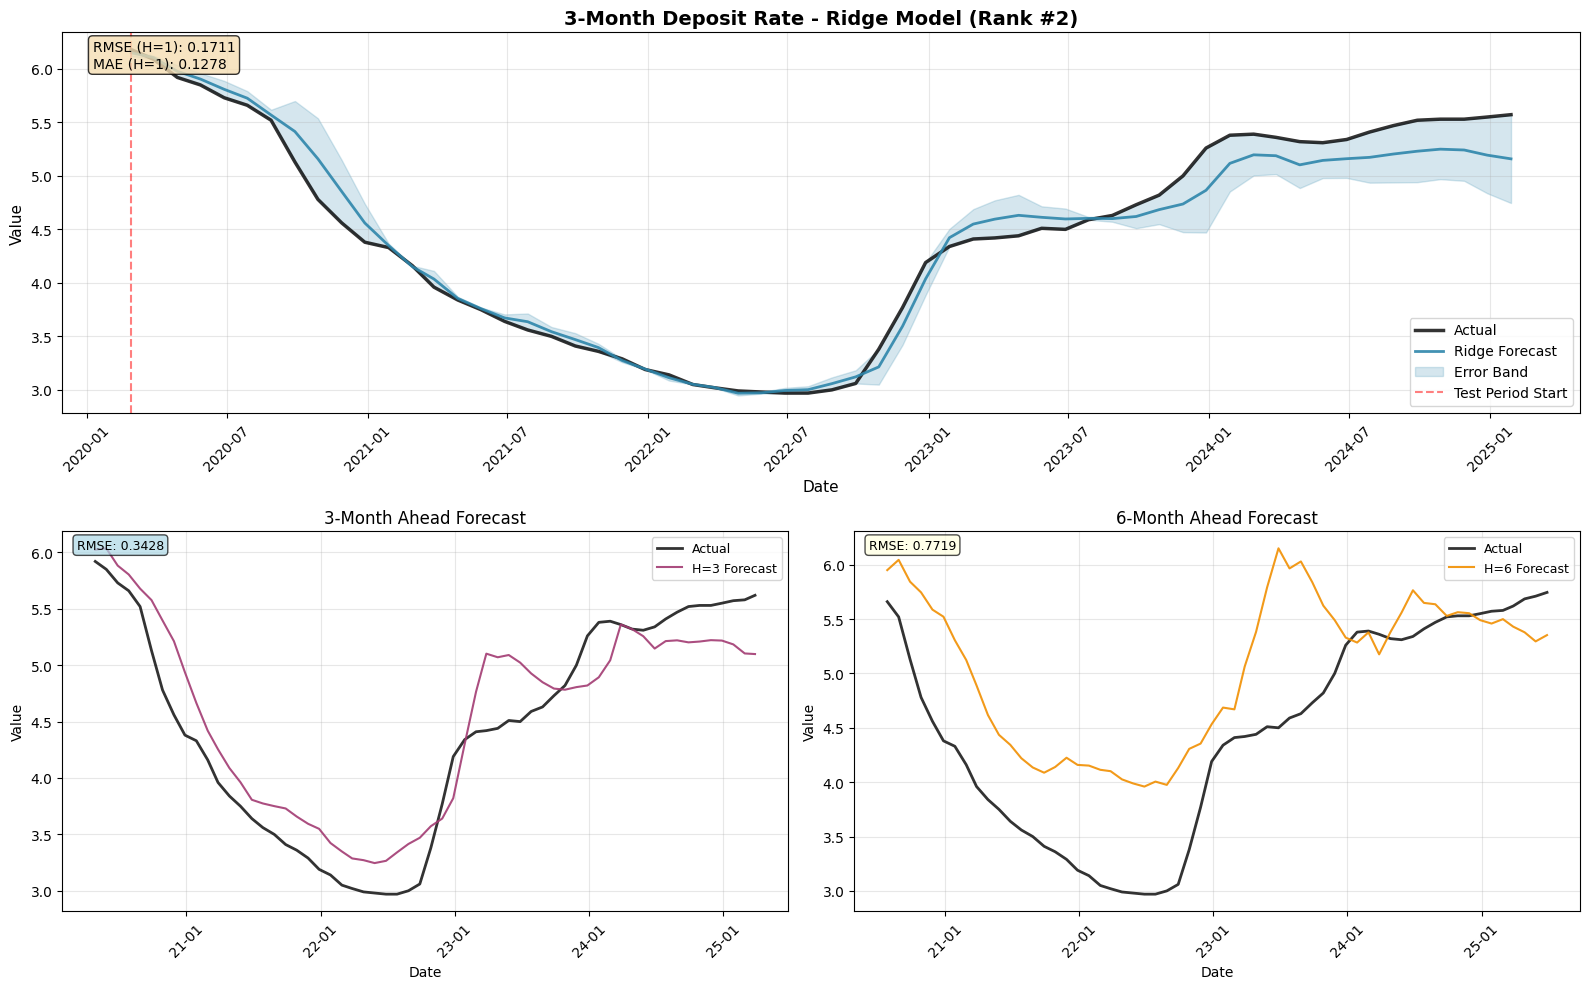 3-Month Deposit Rate - Ridge Model (Rank #2)
RMSE (H=1): 0.1711
MAE (H=1): 0.1278
Value
6.0
5.5
5.0
4.5
4.0
3.5
3.0
Actual
Ridge Forecast
Error Band
Test Period Start
2020-01
2020-07
2021-01
2021-07
2022-01
2022-07
2023-01
2023-07
2024-01
2024-07
2025-01
Date
3-Month Ahead Forecast
RMSE: 0.3428
Actual
H=3 Forecast
Value
6.0
5.5
5.0
4.5
4.0
3.5
3.0
21-01
22-01
23-01
24-01
25-01
Date
6-Month Ahead Forecast
RMSE: 0.7719
Actual
H=6 Forecast
Value
6.0
5.5
5.0
4.5
4.0
3.5
3.0
21-01
22-01
23-01
24-01
25-01
Date